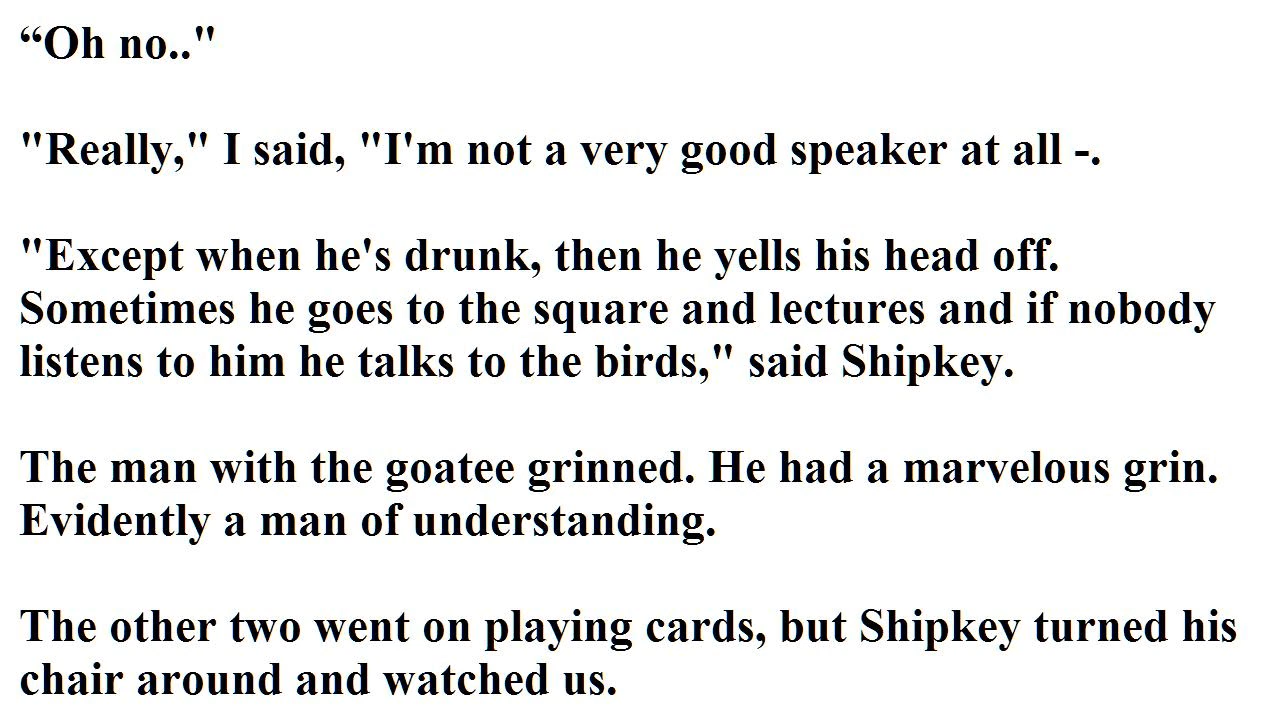 “Oh no.."
"Really," I said, "I'm not a very good speaker at all -.
"Except when he's drunk, then he yells his head off.
Sometimes he goes to the square and lectures and if nobody
listens to him he talks to the birds," said Shipkey.
The man with the goatee grinned. He had a marvelous grin.
Evidently a man of understanding.
The other two went on playing cards, but Shipkey turned his
chair around and watched us.